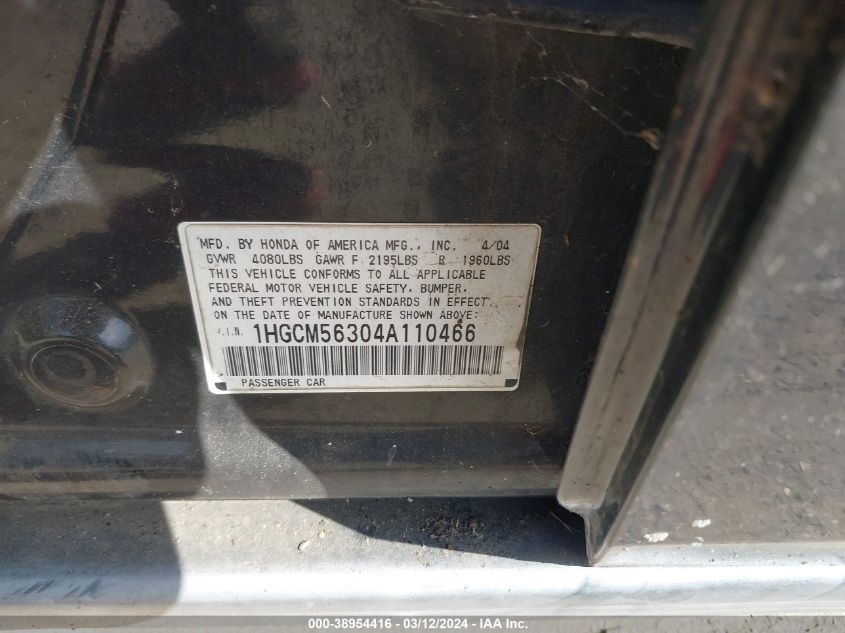 MFD. BY HONDA OF AMERICA MFG., INC. 4/04
GVWR 4080LBS GAWR F 2195LBS R 1960LBS
THIS VEHICLE CONFORMS TO ALL APPLICABLE
FEDERAL MOTOR VEHICLE SAFETY, BUMPER,
AND THEFT PREVENTION STANDARDS IN EFFECT
ON THE DATE OF MANUFACTURE SHOWN ABOVE:
V.I.N. 1HGCM56304A110466
PASSENGER CAR
000-38954416 - 03/12/2024 - IAA Inc.